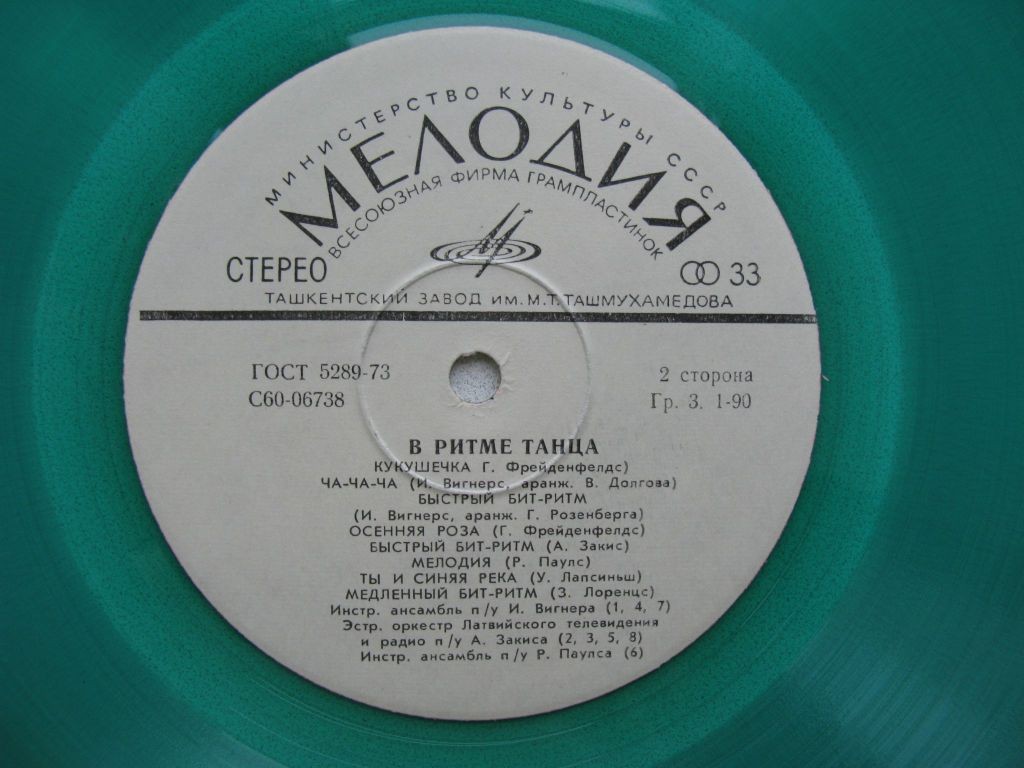 МИНИСТЕРСТВО КУЛЬТУРЫ СССР
МЕЛОДИЯ
ВСЕСОЮЗНАЯ ФИРМА ГРАМПЛАСТИНОК
СТЕРЕО
33
ТАШКЕНТСКИЙ ЗАВОД ИМ. М. Т. ТАШМУХАМЕДОВА
ГОСТ 5289-73
2 сторона
С60-06738
Гр. 3. 1-90
В РИТМЕ ТАНЦА
КУКУШЕЧКА Г. Фрейденфелдс)
ЧА-ЧА-ЧА (И. Вигнерс, аранж. В. Долгова)
БЫСТРЫЙ БИТ-РИТМ
(И. Вигнерс, аранж. Г. Розенберга)
ОСЕННЯЯ РОЗА (Г. Фрейденфелдс)
БЫСТРЫЙ БИТ-РИТМ (А. Закис)
МЕЛОДИЯ (Р. Паулс)
ТЫ И СИНЯЯ РЕКА (У. Лапсиньш)
МЕДЛЕННЫЙ БИТ-РИТМ (З. Лоренцс)
Инстр. ансамбль п/у И. Вигнера (1, 4, 7)
Эстр. оркестр Латвийского телевидения
и радио п/у А. Закиса (2, 3, 5, 8)
Инстр. ансамбль п/у Р. Паулса (6)